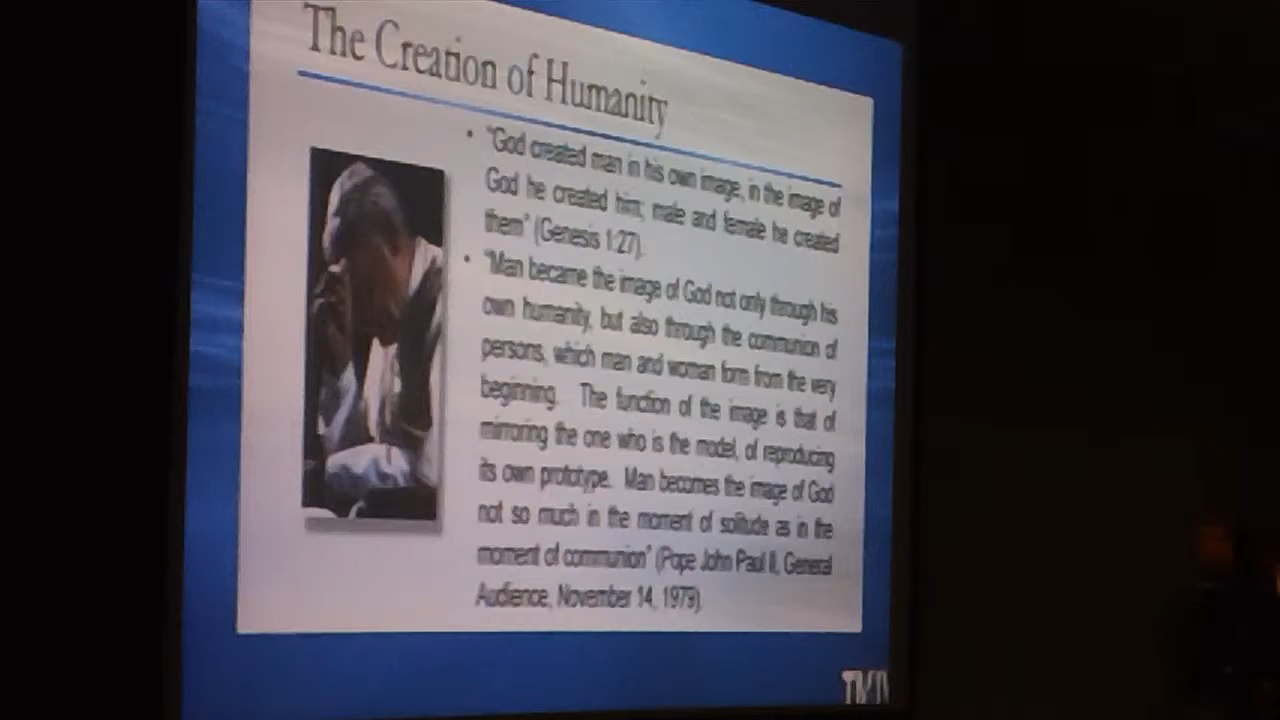 The Creation of Humanity
• "God created man in his own image, in the image of
God he created him; male and female he created
them" (Genesis 1:27).
• "Man became the image of God not only through his
own humanity, but also through the communion of
persons, which man and woman form from the very
beginning. The function of the image is that of
mirroring the one who is the model, of reproducing
its own prototype. Man becomes the image of God
not so much in the moment of solitude as in the
moment of communion" (Pope John Paul II, General
Audience, November 14, 1979).